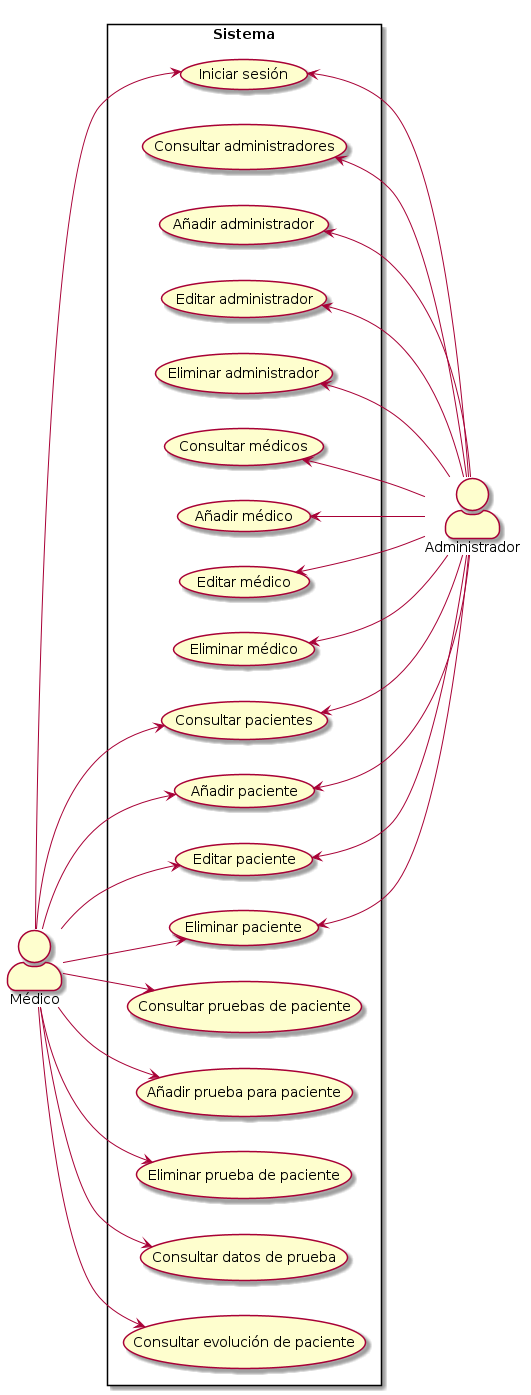 Sistema
Iniciar sesión
Consultar administradores
Añadir administrador
Editar administrador
Eliminar administrador
Consultar médicos
Añadir médico
Administrador
Editar médico
Eliminar médico
Consultar pacientes
Añadir paciente
Editar paciente
Eliminar paciente
Médico
Consultar pruebas de paciente
Añadir prueba para paciente
Eliminar prueba de paciente
Consultar datos de prueba
Consultar evolución de paciente